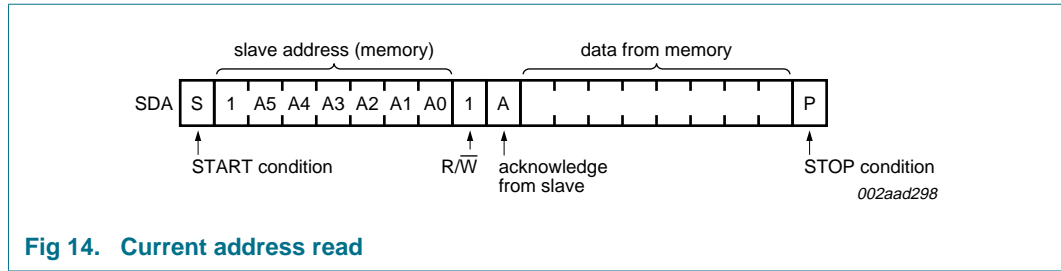 slave address (memory) data from memory
SDA S 1 A5 A4 A3 A2 A1 A0 1 A P
START condition R/W̅ acknowledge from slave STOP condition
002aad298
Fig 14. Current address read